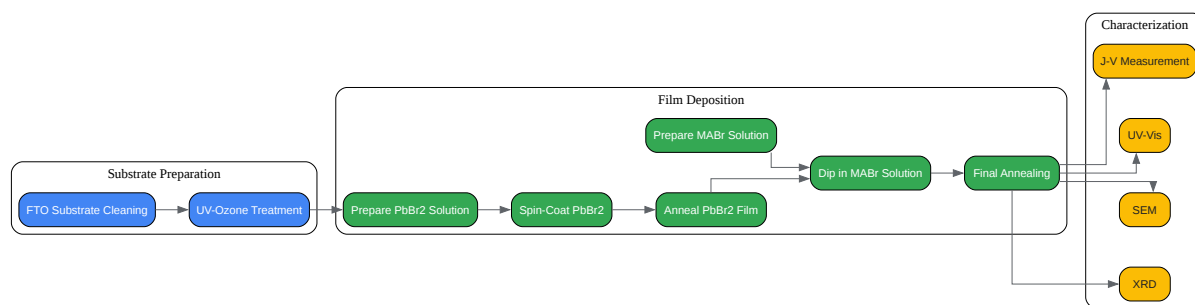 Substrate Preparation
FTO Substrate Cleaning
UV-Ozone Treatment
Film Deposition
Prepare MABr Solution
Prepare PbBr2 Solution
Spin-Coat PbBr2
Anneal PbBr2 Film
Dip in MABr Solution
Final Annealing
Characterization
J-V Measurement
UV-Vis
SEM
XRD